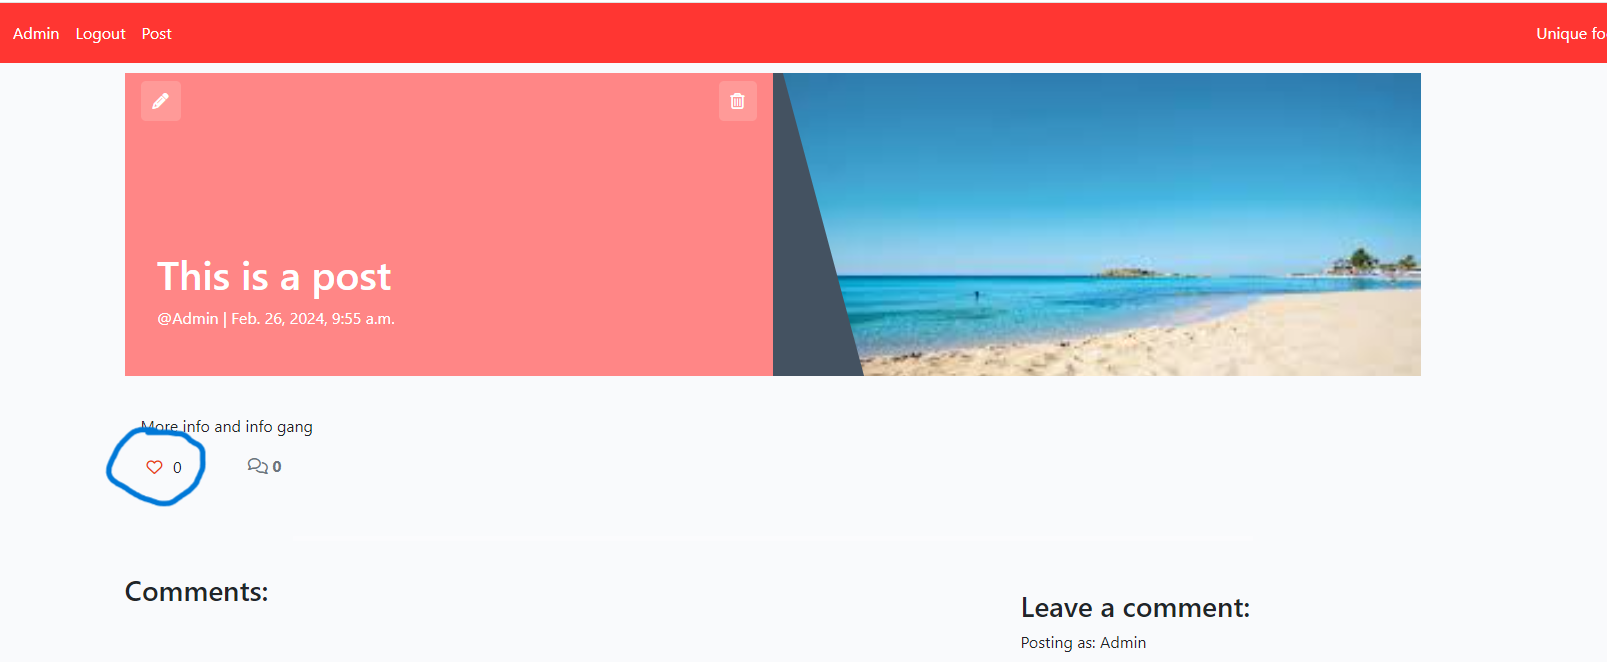 Admin Logout Post Unique fo
This is a post
@Admin | Feb. 26, 2024, 9:55 a.m.
More info and info gang
0 0
Comments:
Leave a comment:
Posting as: Admin